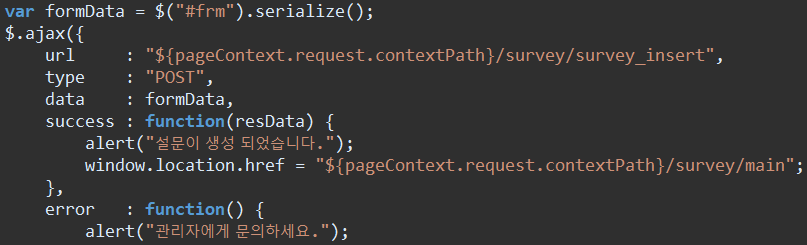 var formData = $("#frm").serialize();
$.ajax({
    url     : "${pageContext.request.contextPath}/survey/survey_insert",
    type    : "POST",
    data    : formData,
    success : function(resData) {
        alert("설문이 생성 되었습니다.");
        window.location.href = "${pageContext.request.contextPath}/survey/main";
    },
    error   : function() {
        alert("관리자에게 문의하세요.");